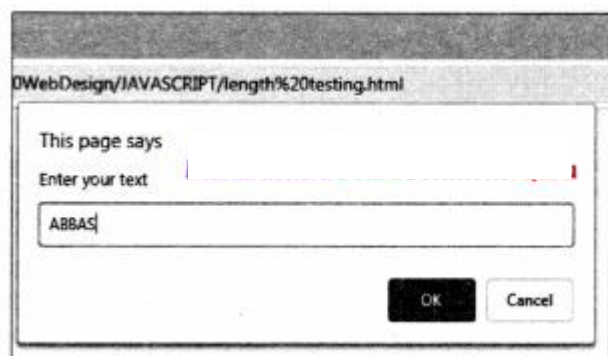 0WebDesign/JAVASCRIPT/length%20testing.html
This page says
Enter your text
ABBAS
OK
Cancel